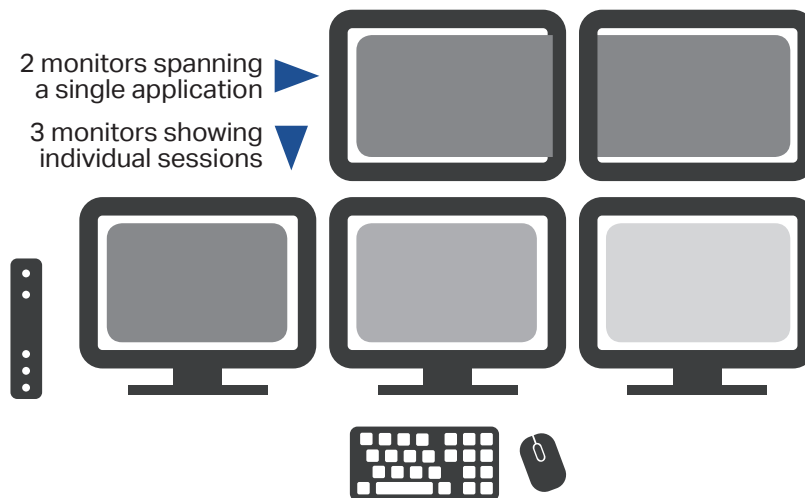 2 monitors spanning
a single application
3 monitors showing
individual sessions